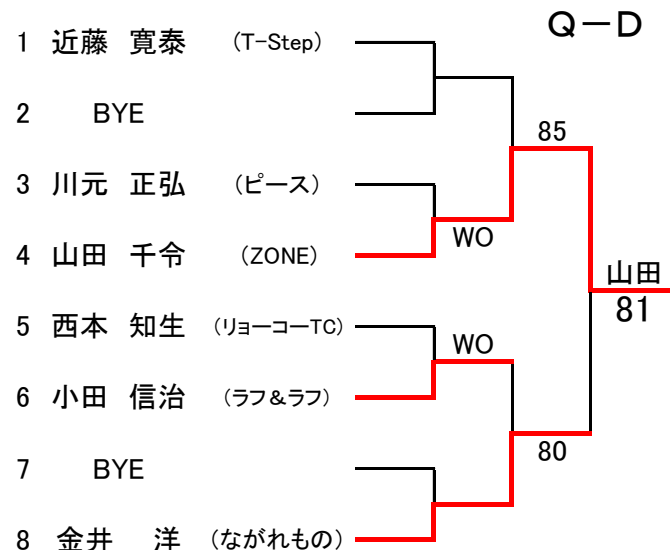 Q－D
1 近藤 寛泰 （T-Step）
2 BYE
85
3 川元 正弘 （ピース）
WO
4 山田 千令 （ZONE）
山田
81
5 西本 知生 （リョーコーTC）
WO
6 小田 信治 （ラフ＆ラフ）
80
7 BYE
8 金井 洋 （ながれもの）